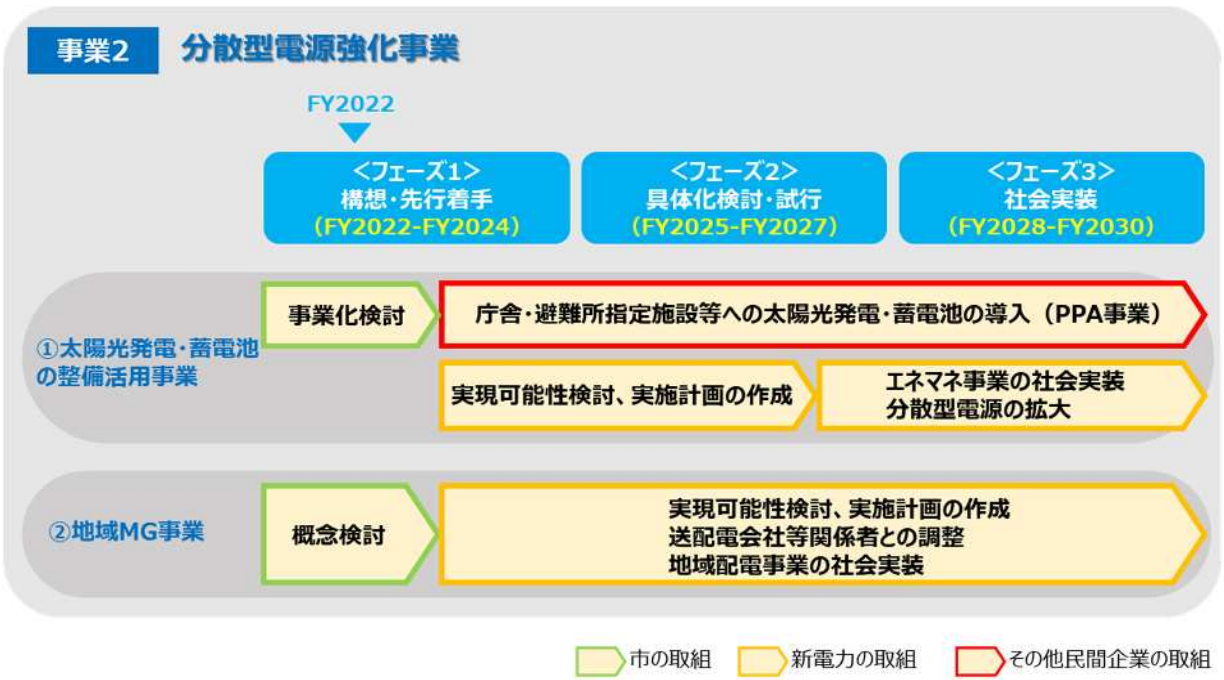 事業2
分散型電源強化事業
FY2022
<フェーズ1>
構想・先行着手
（FY2022-FY2024）
<フェーズ2>
具体化検討・試行
（FY2025-FY2027）
<フェーズ3>
社会実装
（FY2028-FY2030）
①太陽光発電・蓄電池
の整備活用事業
事業化検討
庁舎・避難所指定施設等への太陽光発電・蓄電池の導入（PPA事業）
実現可能性検討、実施計画の作成
エネマネ事業の社会実装
分散型電源の拡大
②地域MG事業
概念検討
実現可能性検討、実施計画の作成
送配電会社等関係者との調整
地域配電事業の社会実装
市の取組
新電力の取組
その他民間企業の取組